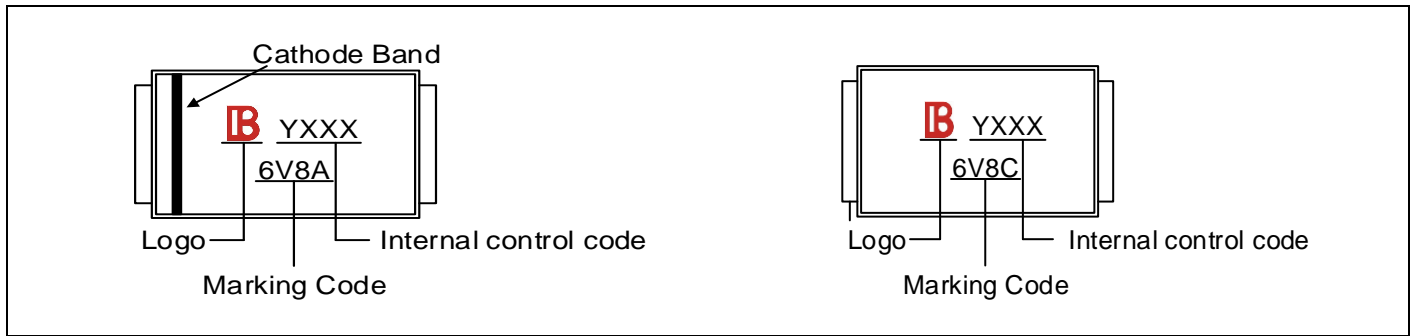 Cathode Band
B YXXX
6V8A
Logo
Internal control code
Marking Code
B YXXX
6V8C
Logo
Internal control code
Marking Code